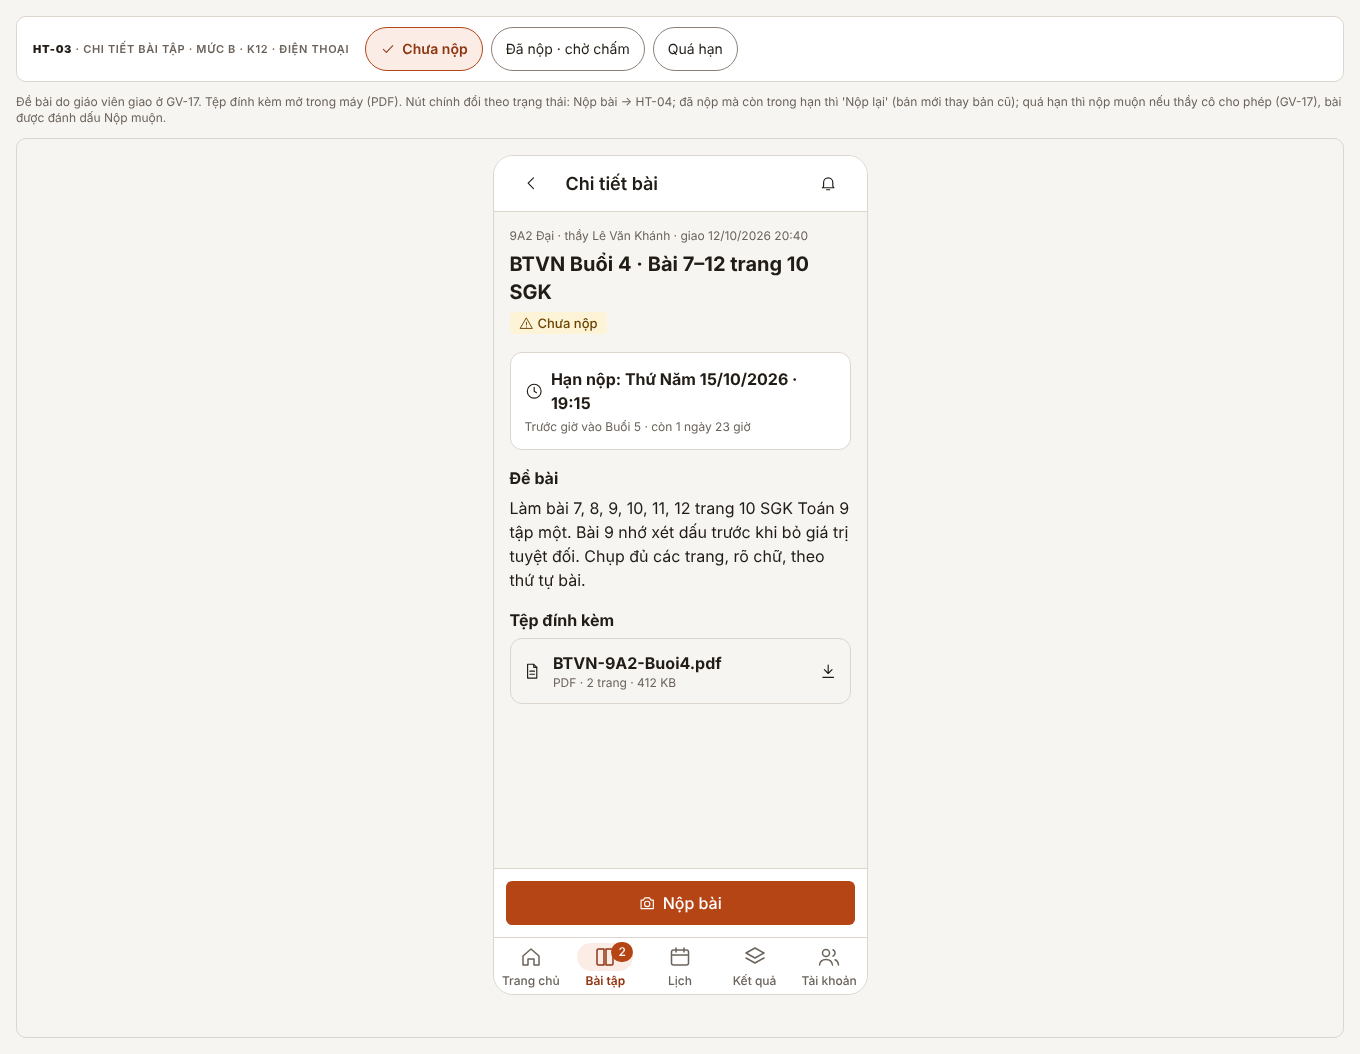 HT-03 · CHI TIẾT BÀI TẬP · MỨC B · K12 · ĐIỆN THOẠI
Chưa nộp
Đã nộp · chờ chấm
Quá hạn
Đề bài do giáo viên giao ở GV-17. Tệp đính kèm mở trong máy (PDF). Nút chính đổi theo trạng thái: Nộp bài → HT-04; đã nộp mà còn trong hạn thì 'Nộp lại' (bản mới thay bản cũ); quá hạn thì nộp muộn nếu thầy cô cho phép (GV-17), bài
được đánh dấu Nộp muộn.
Chi tiết bài
9A2 Đại · thầy Lê Văn Khánh · giao 12/10/2026 20:40
BTVN Buổi 4 · Bài 7–12 trang 10
SGK
Chưa nộp
Hạn nộp: Thứ Năm 15/10/2026 ·
19:15
Trước giờ vào Buổi 5 · còn 1 ngày 23 giờ
Đề bài
Làm bài 7, 8, 9, 10, 11, 12 trang 10 SGK Toán 9
tập một. Bài 9 nhớ xét dấu trước khi bỏ giá trị
tuyệt đối. Chụp đủ các trang, rõ chữ, theo
thứ tự bài.
Tệp đính kèm
BTVN-9A2-Buoi4.pdf
PDF · 2 trang · 412 KB
Nộp bài
2
Trang chủ
Bài tập
Lịch
Kết quả
Tài khoản